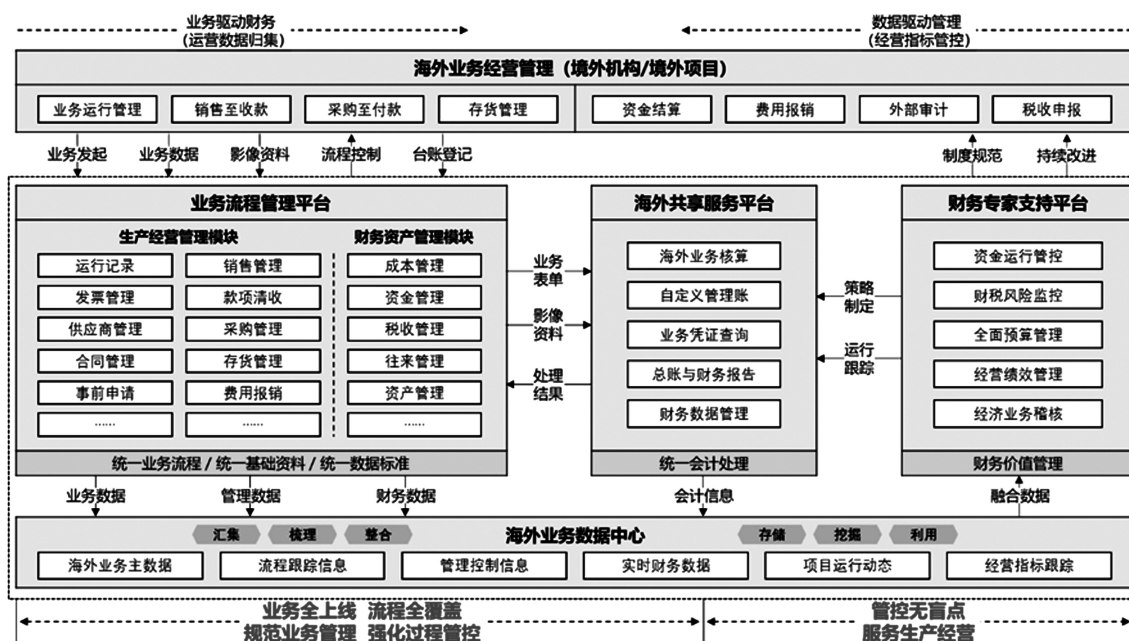 业务驱动财务
（运营数据归集）
数据驱动管理
（经营指标管控）
海外业务经营管理（境外机构/境外项目）
业务运行管理 销售至收款 采购至付款 存货管理 资金结算 费用报销 外部审计 税收申报
业务发起 业务数据 影像资料 流程控制 台账登记 制度规范 持续改进
业务流程管理平台
生产经营管理模块 财务资产管理模块
运行记录 销售管理 成本管理
发票管理 款项清收 资金管理
供应商管理 采购管理 税收管理
合同管理 存货管理 往来管理
事前申请 费用报销 资产管理
…… …… ……
统一业务流程 / 统一基础资料 / 统一数据标准
业务
表单
影像
资料
处理
结果
海外共享服务平台
海外业务核算
自定义管理账
业务凭证查询
总账与财务报告
财务数据管理
统一会计处理
策略
制定
运行
跟踪
财务专家支持平台
资金运行管控
财税风险监控
全面预算管理
经营绩效管理
经济业务稽核
财务价值管理
业务数据 管理数据 财务数据 会计信息 融合数据
汇集 梳理 整合 海外业务数据中心 存储 挖掘 利用
海外业务主数据 流程跟踪信息 管理控制信息 实时财务数据 项目运行动态 经营指标跟踪
业务全上线 流程全覆盖
规范业务管理 强化过程管控
管控无盲点
服务生产经营